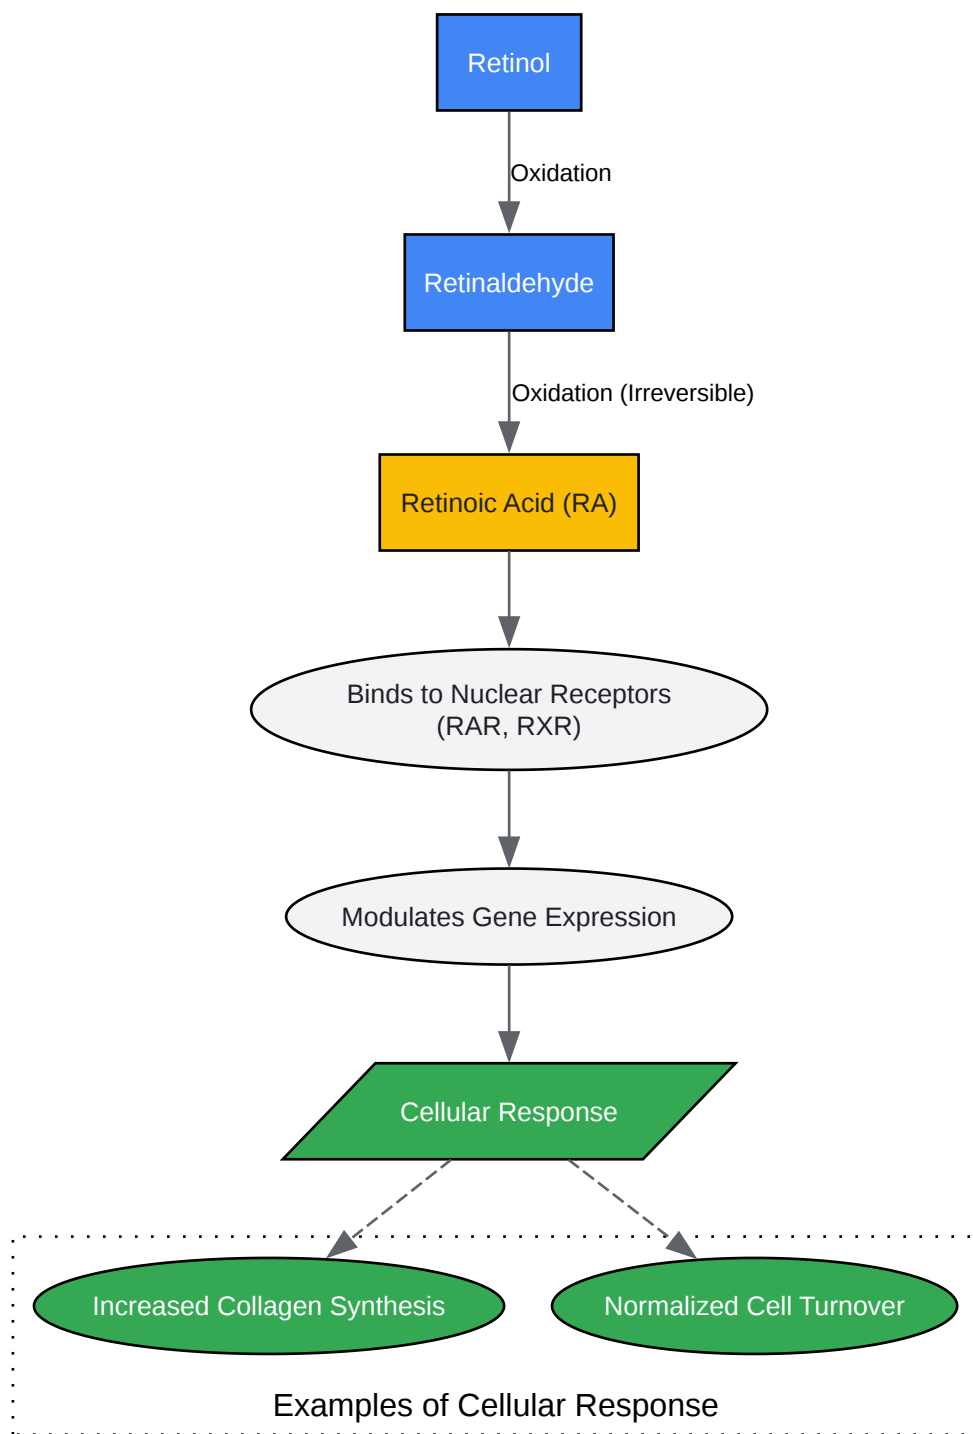 Retinol
Oxidation
Retinaldehyde
Oxidation (Irreversible)
Retinoic Acid (RA)
Binds to Nuclear Receptors
(RAR, RXR)
Modulates Gene Expression
Cellular Response
Increased Collagen Synthesis
Normalized Cell Turnover
Examples of Cellular Response